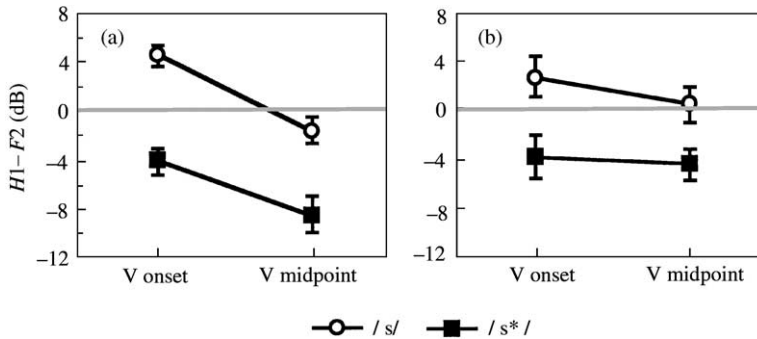 8
(a)
4
0
−4
−8
−12
H1–F2 (dB)
V onset
V midpoint
8
(b)
4
0
−4
−8
−12
V onset
V midpoint
/ s/
/ s* /